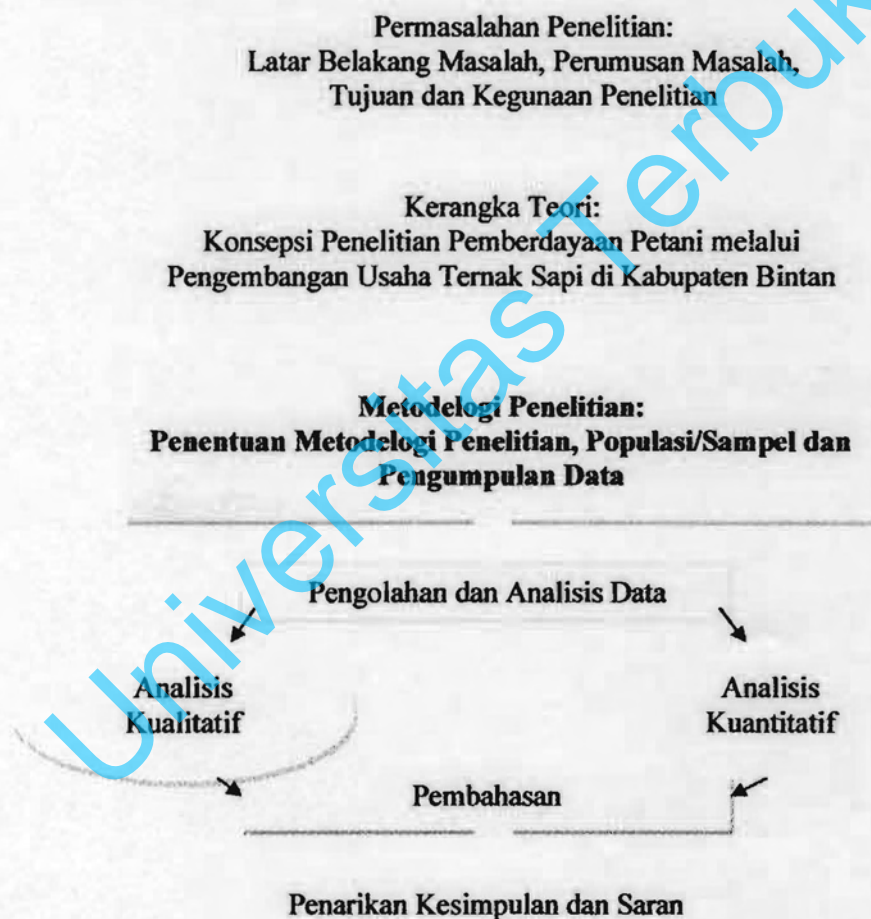 Permasalahan Penelitian:
Latar Belakang Masalah, Perumusan Masalah,
Tujuan dan Kegunaan Penelitian
Kerangka Teori:
Konsepsi Penelitian Pemberdayaan Petani melalui
Pengembangan Usaha Ternak Sapi di Kabupaten Bintan
Metodelogi Penelitian:
Penentuan Metodelogi Penelitian, Populasi/Sampel dan
Pengumpulan Data
Pengolahan dan Analisis Data
Analisis
Kualitatif
Analisis
Kuantitatif
Pembahasan
Penarikan Kesimpulan dan Saran
Universitas Terbuk